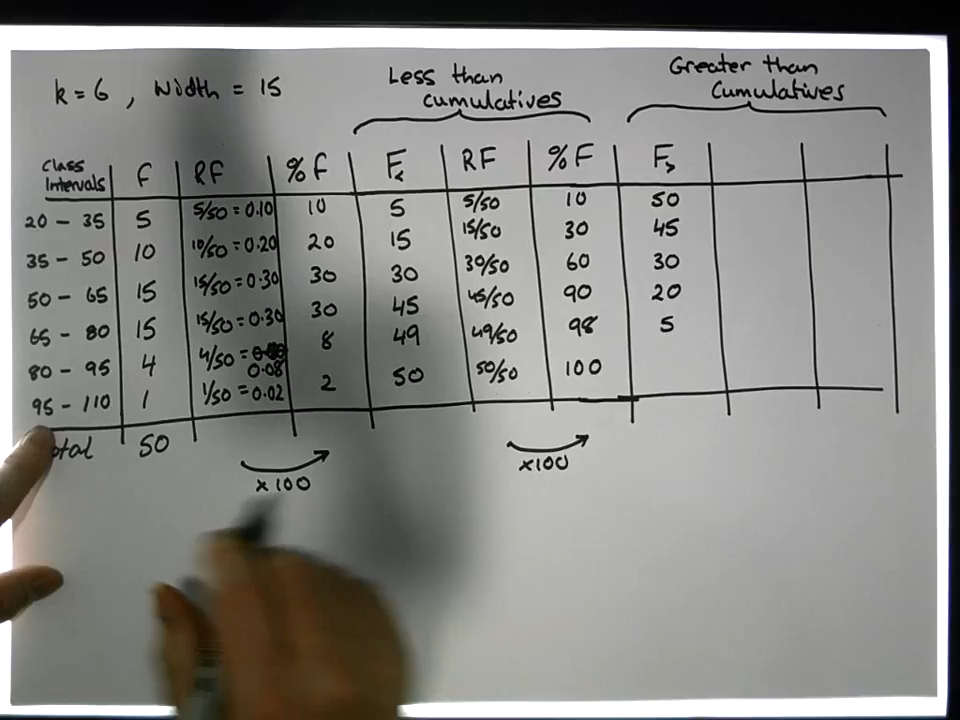 k = 6 , Width = 15
Less than cumulatives
Greater than Cumulatives
Class Intervals | f | RF | % f | F< | RF | % F | F>
20 - 35 | 5 | 5/50 = 0.10 | 10 | 5 | 5/50 | 10 | 50
35 - 50 | 10 | 10/50 = 0.20 | 20 | 15 | 15/50 | 30 | 45
50 - 65 | 15 | 15/50 = 0.30 | 30 | 30 | 30/50 | 60 | 30
65 - 80 | 15 | 15/50 = 0.30 | 30 | 45 | 45/50 | 90 | 20
80 - 95 | 4 | 4/50 = 0.08 | 8 | 49 | 49/50 | 98 | 5
95 - 110 | 1 | 1/50 = 0.02 | 2 | 50 | 50/50 | 100
otal | 50
x 100
x100